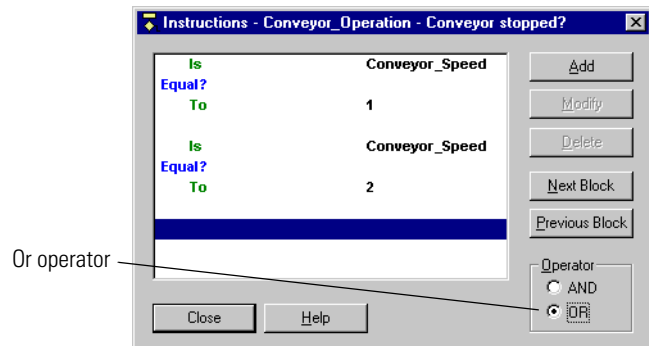 Instructions - Conveyor_Operation - Conveyor stopped?
Is Conveyor_Speed
Equal?
To 1
Is Conveyor_Speed
Equal?
To 2
Add
Modify
Delete
Next Block
Previous Block
Or operator
Operator
AND
OR
Close
Help